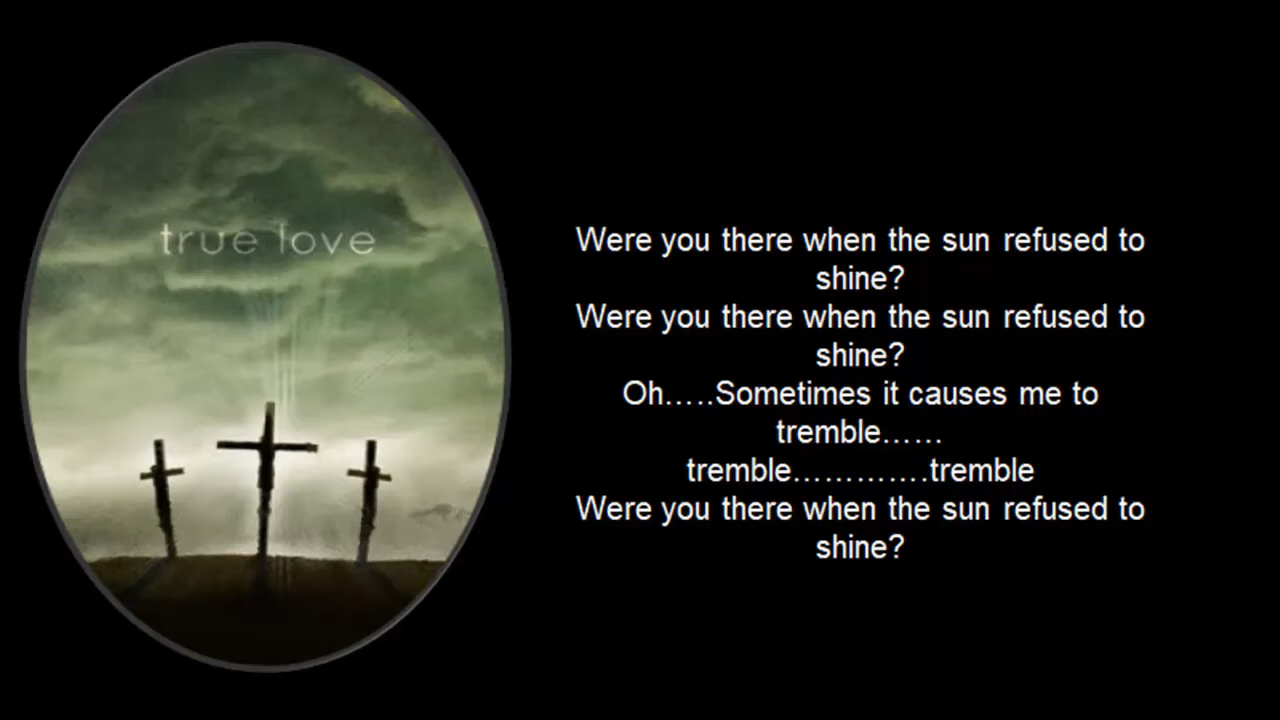 true love
Were you there when the sun refused to
shine?
Were you there when the sun refused to
shine?
Oh…..Sometimes it causes me to
tremble……
tremble………….tremble
Were you there when the sun refused to
shine?